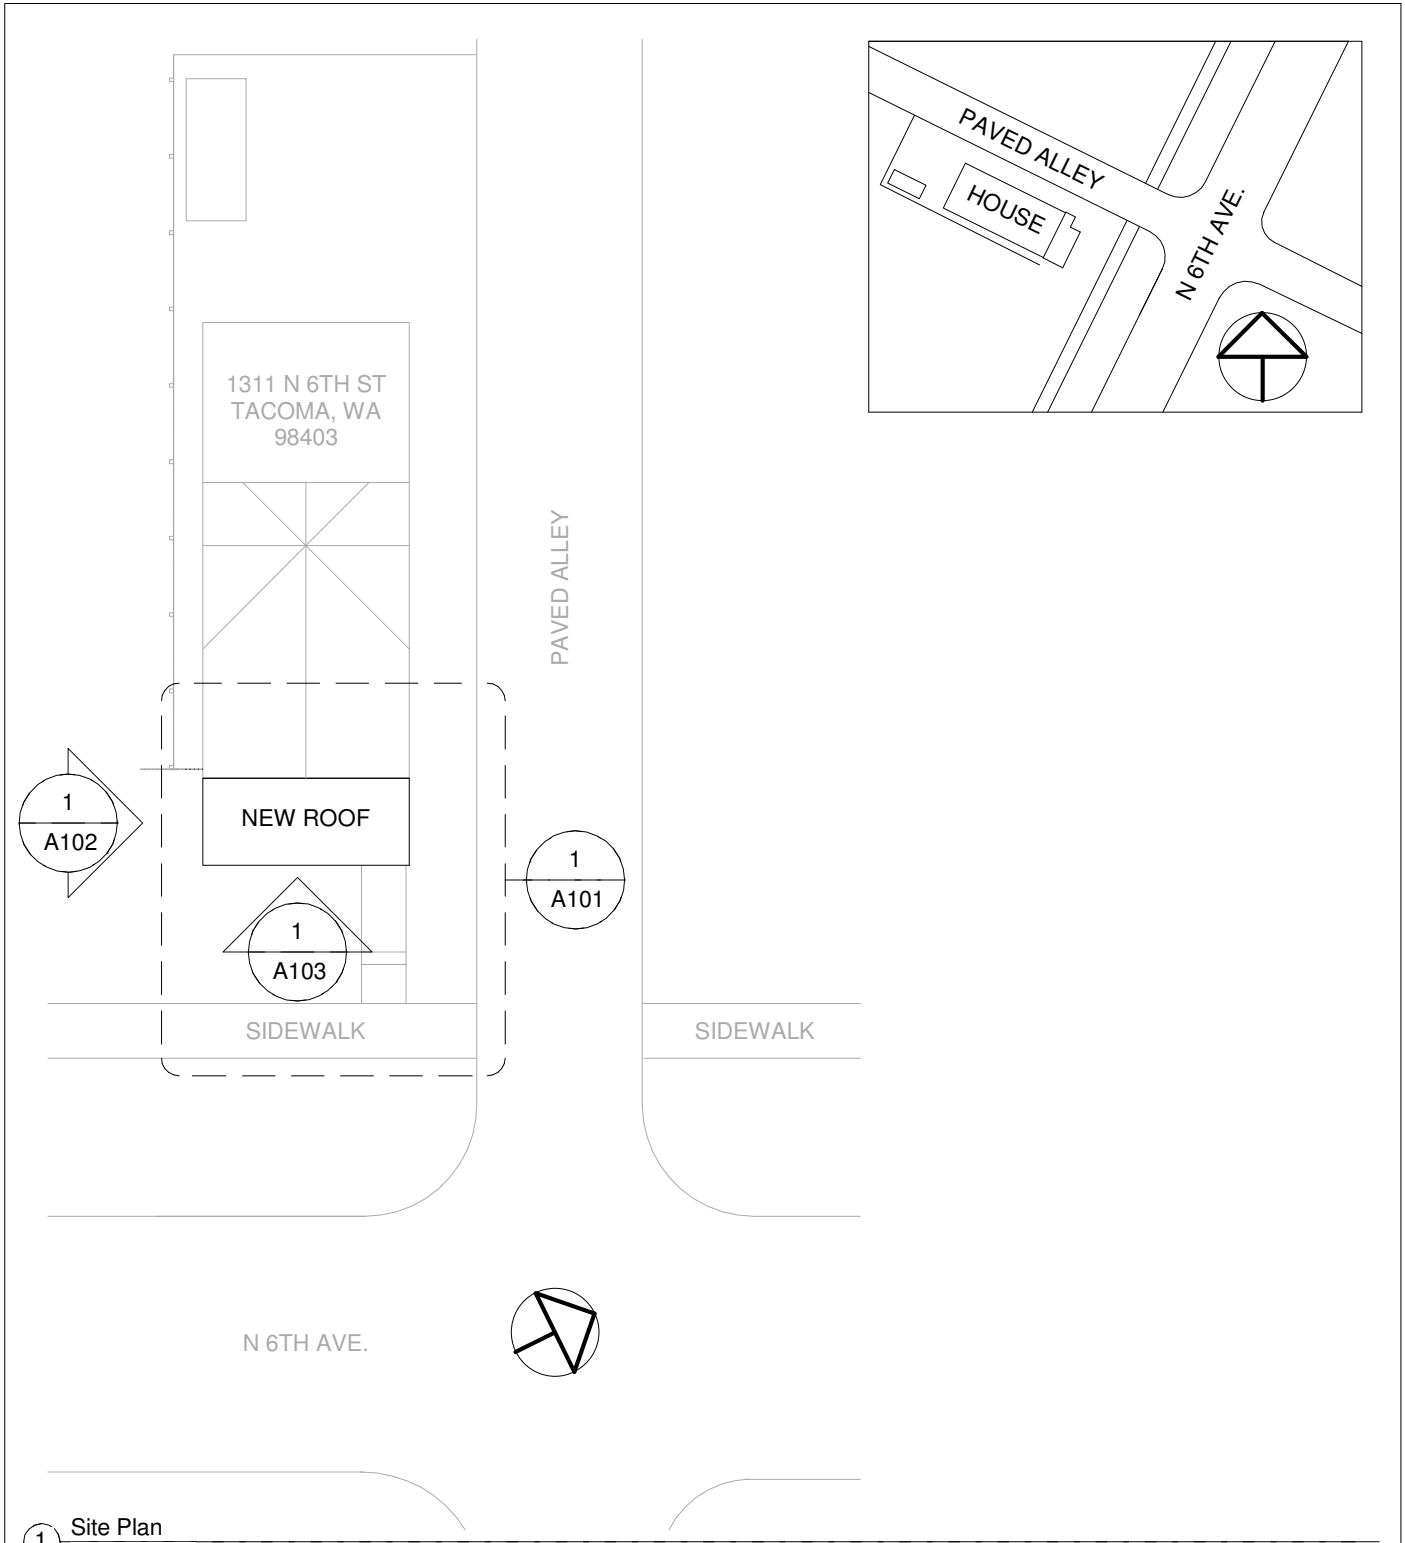 PAVED ALLEY
HOUSE
N 6TH AVE.
1311 N 6TH ST
TACOMA, WA
98403
PAVED ALLEY
NEW ROOF
1
A102
1
A101
1
A103
SIDEWALK
SIDEWALK
N 6TH AVE.
Site Plan
1